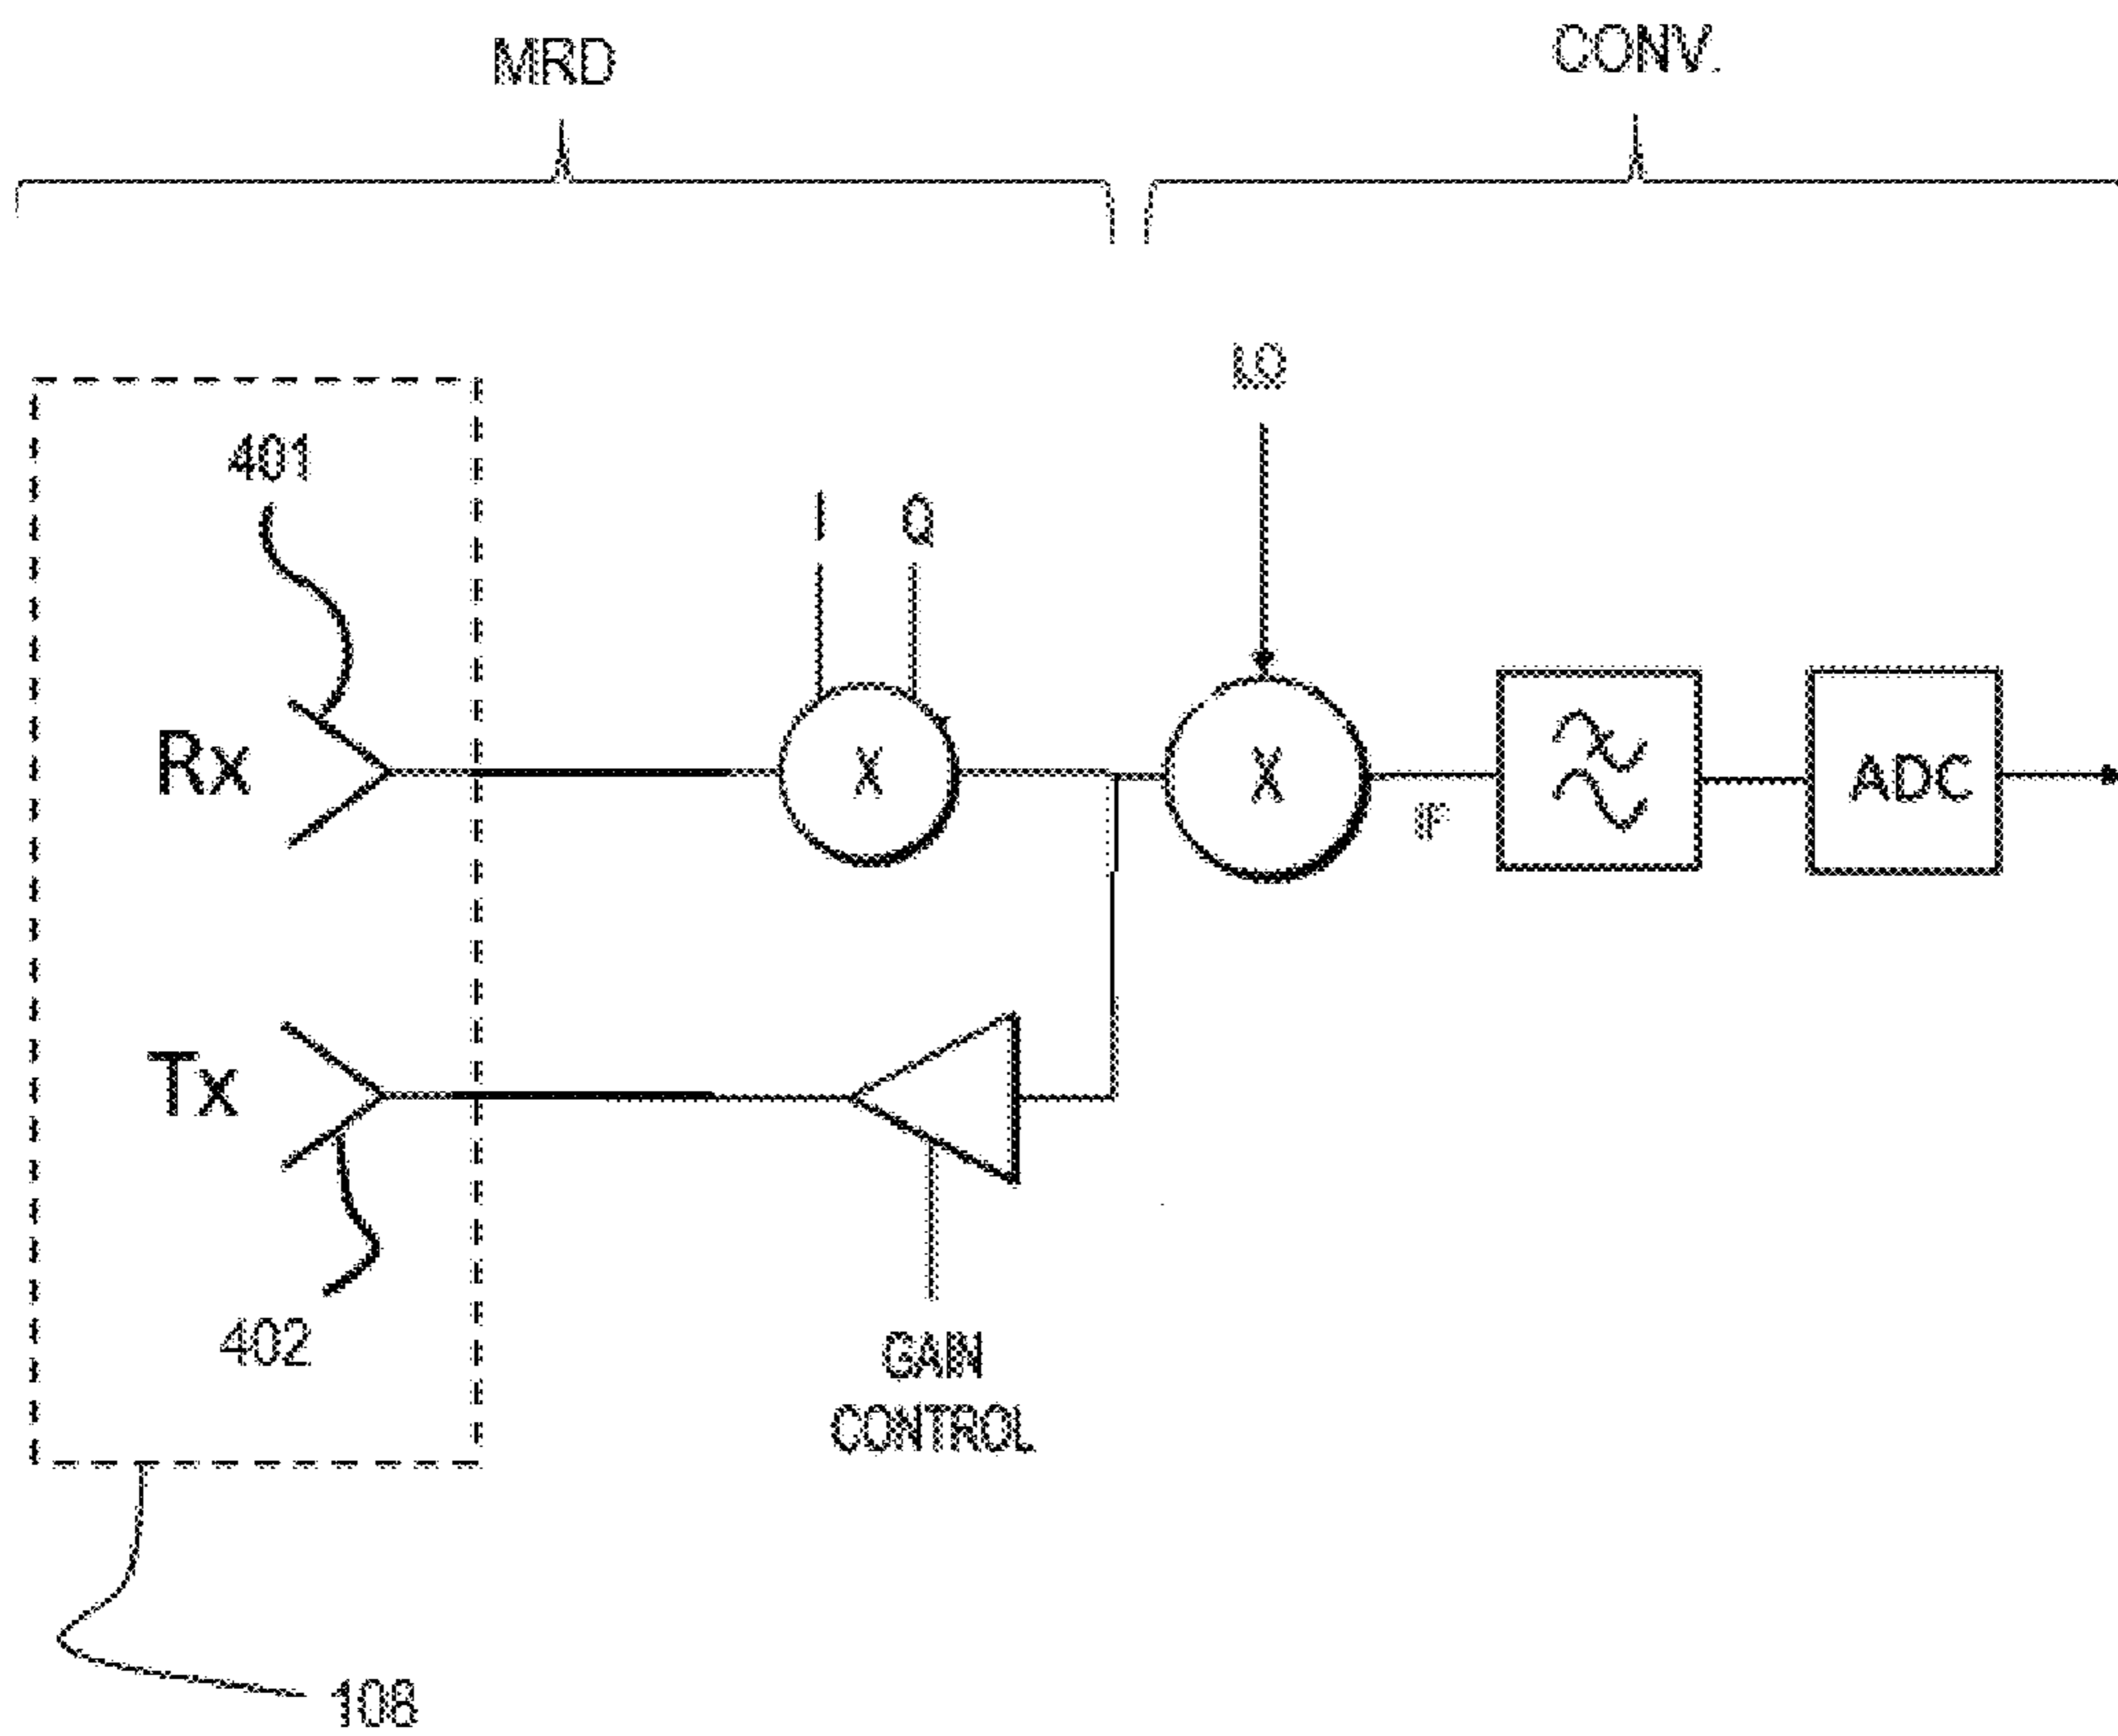 MRD
CONV.
LO
401
I
Q
Rx
X
X
IF
ADC
Tx
402
GAIN
CONTROL
108